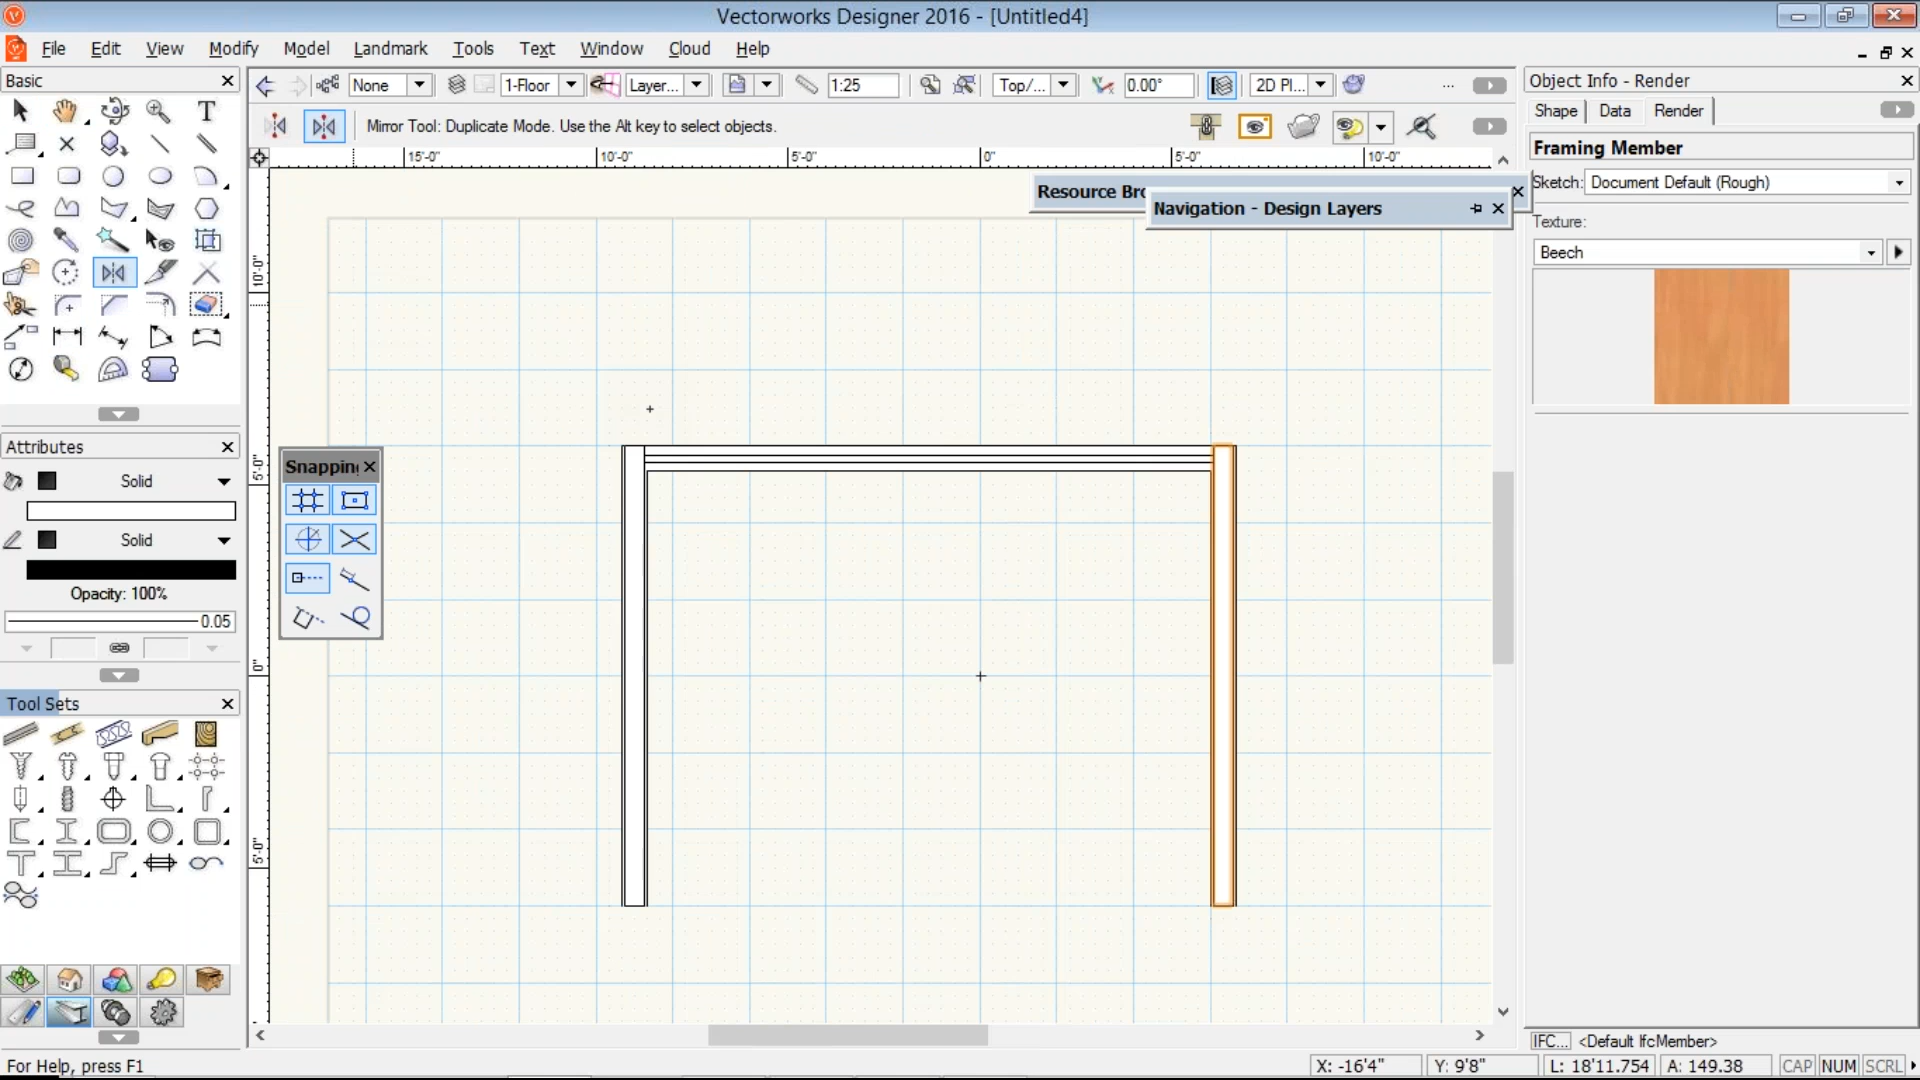 Vectorworks Designer 2016 - [Untitled4]
File Edit View Modify Model Landmark Tools Text Window Cloud Help
Basic
None 1-Floor Layer... 1:25 Top/... 0.00° 2D Pl... ...
Mirror Tool: Duplicate Mode. Use the Alt key to select objects.
15'-0" 10'-0" 5'-0" 0" 5'-0" 10'-0"
10'-0"
5'-0"
0"
5'-0"
Resource Bro
Navigation - Design Layers
Snapping
Attributes
Solid
Solid
Opacity: 100%
0.05
Tool Sets
Object Info - Render
Shape Data Render
Framing Member
Sketch: Document Default (Rough)
Texture:
Beech
IFC... <Default IfcMember>
For Help, press F1
X: -16'4" Y: 9'8" L: 18'11.754 A: 149.38 CAP NUM SCRL